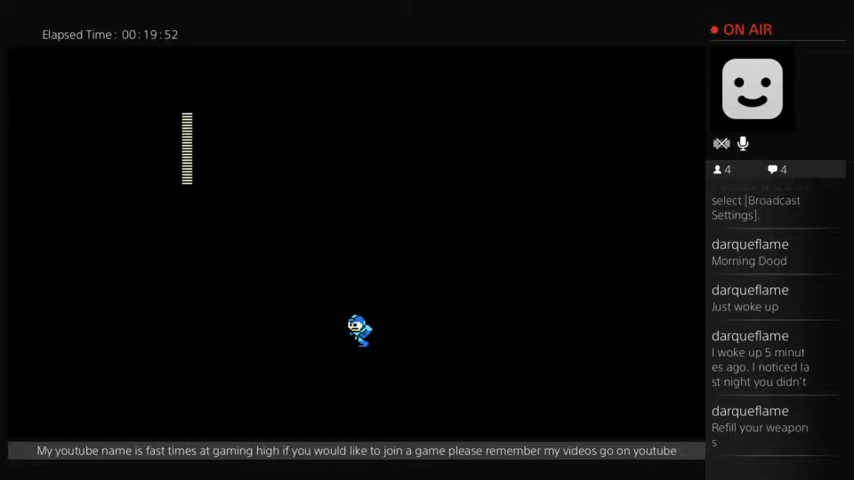 Elapsed Time : 00:19:52
ON AIR
4 4
select [Broadcast
Settings].
darqueflame
Morning Dood
darqueflame
Just woke up
darqueflame
I woke up 5 minut
es ago, I noticed la
st night you didn't
darqueflame
Refill your weapon
s
My youtube name is fast times at gaming high if you would like to join a game please remember my videos go on youtube